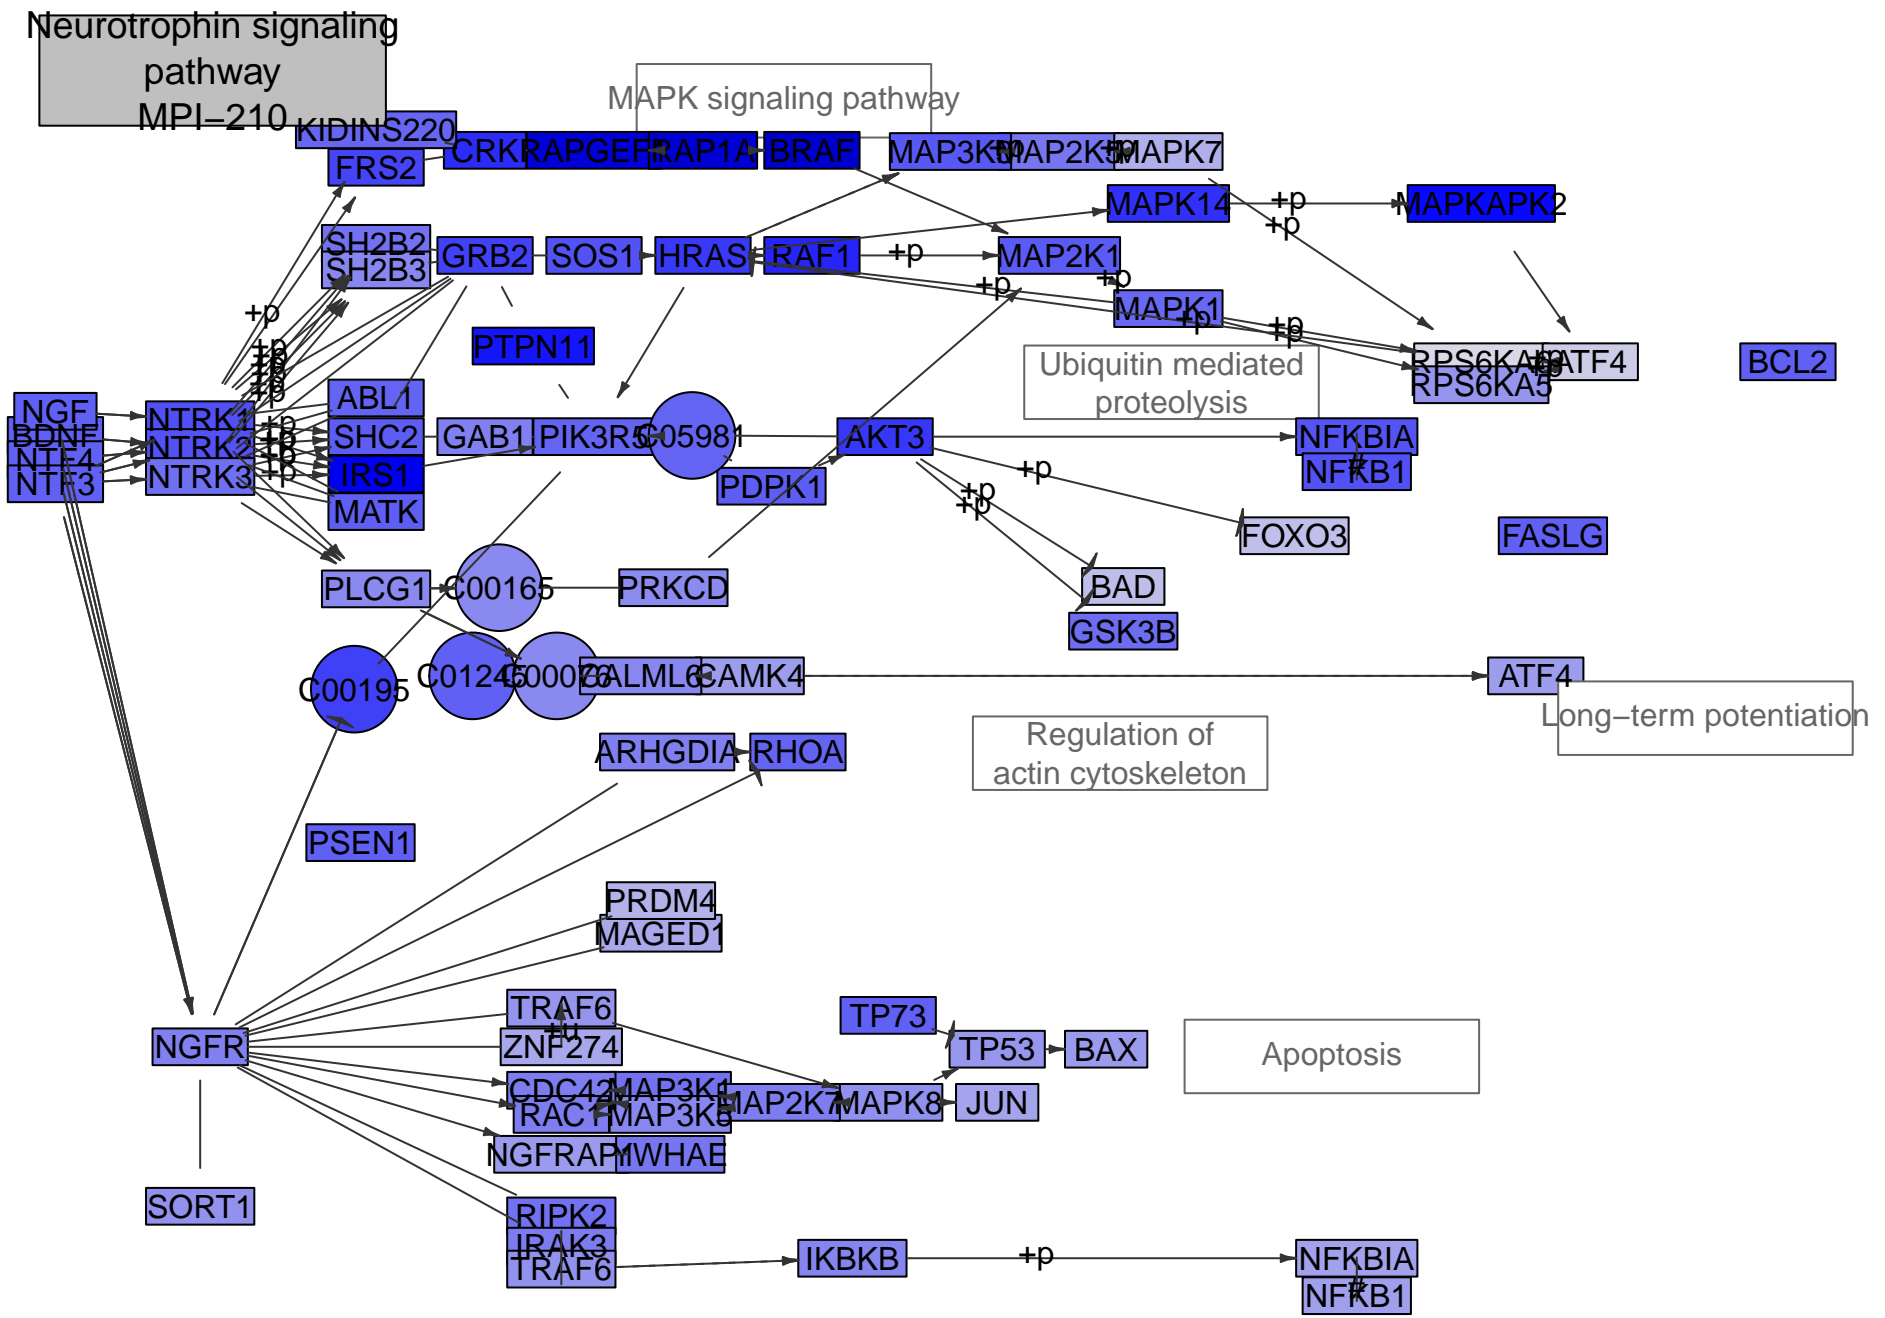 Neurotrophin signaling
pathway
MPI−210
MAPK signaling pathway
KIDINS220
FRS2
RAPGEF1
RAP1A
BRAF
MAP3K3
+p
MAP2K5
+p
MAPK7
MAPK14
+p
MAPKAPK2
+p
SH2B2
SH2B3
GRB2
SOS1
HRAS
RAF1
+p
MAP2K1
+p
+p
MAPK1
+p
+p
+p
+p
PTPN11
Ubiquitin mediated
proteolysis
RPS6KA6
RPS6KA5
+p
+p
ATF4
BCL2
+p
+p
+p
+p
+p
NGF
BDNF
NTF4
NTF3
NTRK1
NTRK2
NTRK3
+p
+p
+p
+p
ABL1
SHC2
IRS1
MATK
GAB1
PIK3R5
C05981
PDPK1
AKT3
+p
+p
+p
NFKBIA
NFKB1
FOXO3
FASLG
BAD
GSK3B
PLCG1
C00165
PRKCD
C00195
C01245
C00076
CALML6
CAMK4
ATF4
Long−term potentiation
ARHGDIA
RHOA
Regulation of
actin cytoskeleton
PSEN1
PRDM4
MAGED1
TRAF6
+u
ZNF274
TP73
TP53
BAX
Apoptosis
NGFR
CDC42
RAC1
MAP3K1
MAP3K5
MAP2K7
MAPK8
JUN
NGFRAP1
YWHAE
SORT1
RIPK2
IRAK3
TRAF6
IKBKB
+p
NFKBIA
NFKB1